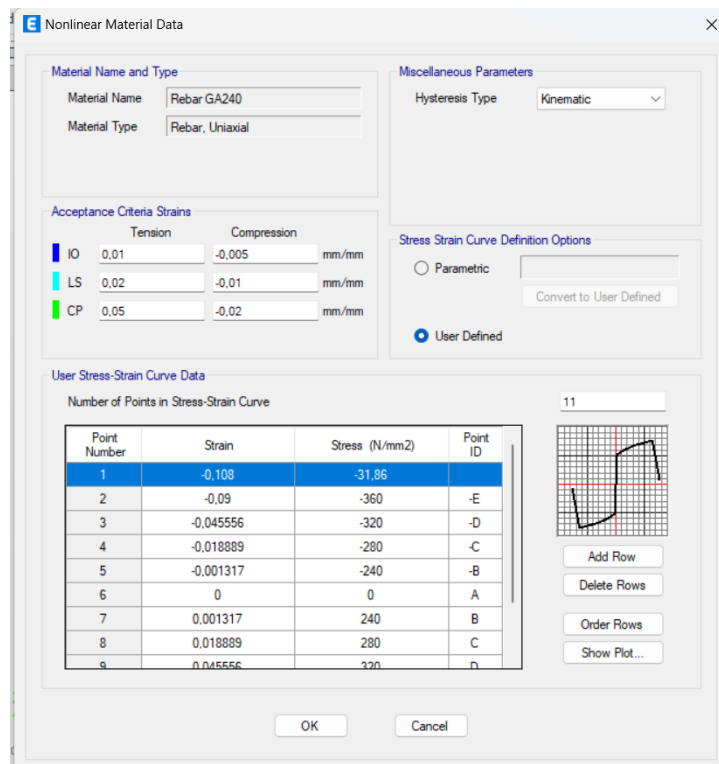 E Nonlinear Material Data
Material Name and Type
Material Name Rebar GA240
Material Type Rebar, Uniaxial
Miscellaneous Parameters
Hysteresis Type Kinematic
Acceptance Criteria Strains
Tension Compression
IO 0,01 -0,005 mm/mm
LS 0,02 -0,01 mm/mm
CP 0,05 -0,02 mm/mm
Stress Strain Curve Definition Options
Parametric
Convert to User Defined
User Defined
User Stress-Strain Curve Data
Number of Points in Stress-Strain Curve 11
Point Number Strain Stress (N/mm2) Point ID
1 -0,108 -31,86
2 -0,09 -360 -E
3 -0,045556 -320 -D
4 -0,018889 -280 -C
5 -0,001317 -240 -B
6 0 0 A
7 0,001317 240 B
8 0,018889 280 C
9 0,045556 320 D
Add Row
Delete Rows
Order Rows
Show Plot...
OK Cancel